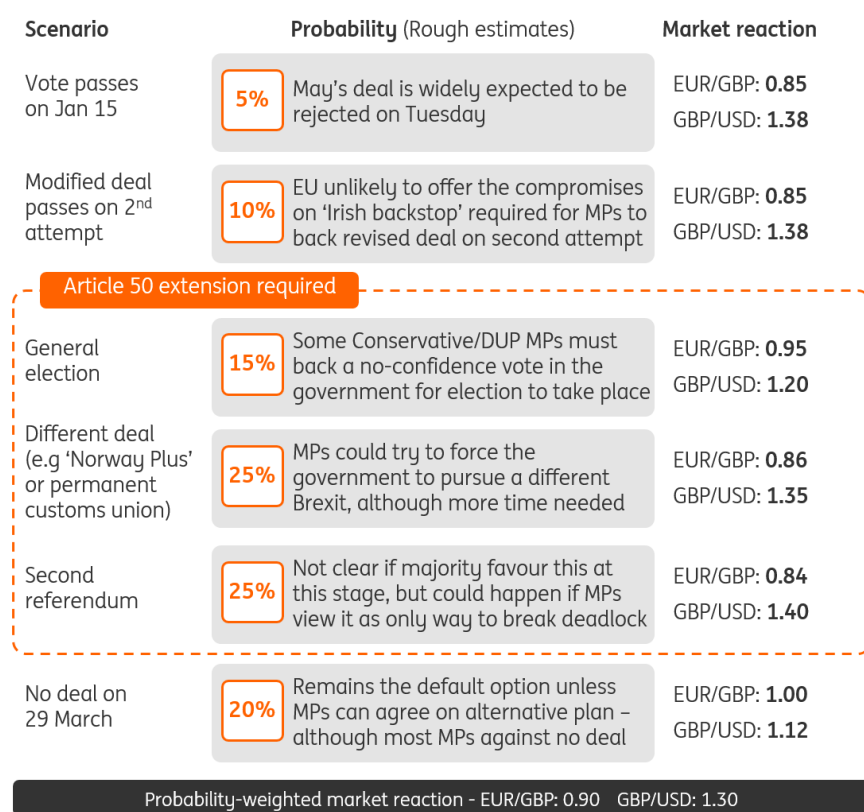 Scenario
Probability (Rough estimates)
Market reaction
Vote passes
on Jan 15
5%
May's deal is widely expected to be
rejected on Tuesday
EUR/GBP: 0.85
GBP/USD: 1.38
Modified deal
passes on 2nd
attempt
10%
EU unlikely to offer the compromises
on ‘Irish backstop’ required for MPs to
back revised deal on second attempt
EUR/GBP: 0.85
GBP/USD: 1.38
Article 50 extension required
General
election
15%
Some Conservative/DUP MPs must
back a no-confidence vote in the
government for election to take place
EUR/GBP: 0.95
GBP/USD: 1.20
Different deal
(e.g ‘Norway Plus’
or permanent
customs union)
25%
MPs could try to force the
government to pursue a different
Brexit, although more time needed
EUR/GBP: 0.86
GBP/USD: 1.35
Second
referendum
25%
Not clear if majority favour this at
this stage, but could happen if MPs
view it as only way to break deadlock
EUR/GBP: 0.84
GBP/USD: 1.40
No deal on
29 March
20%
Remains the default option unless
MPs can agree on alternative plan –
although most MPs against no deal
EUR/GBP: 1.00
GBP/USD: 1.12
Probability-weighted market reaction - EUR/GBP: 0.90 GBP/USD: 1.30